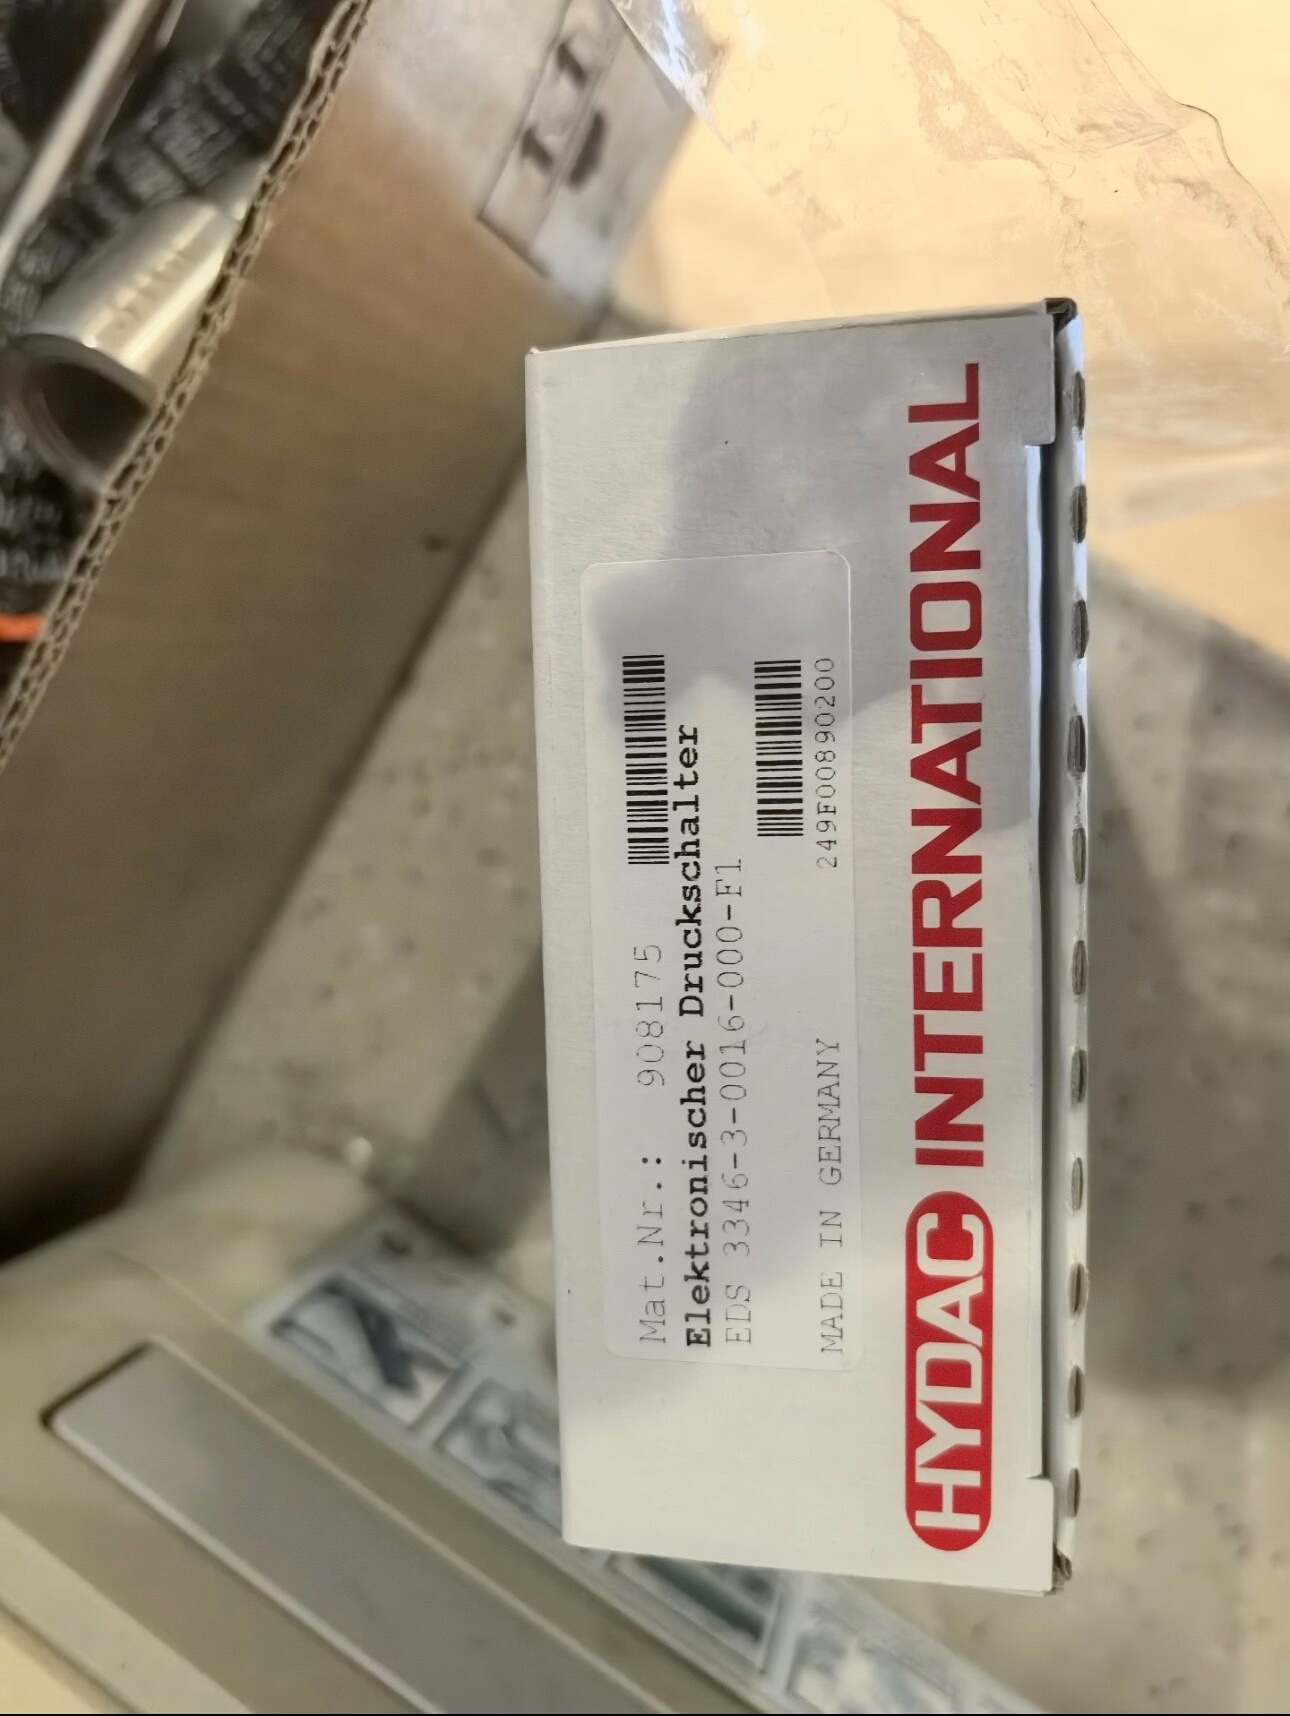 Mat.Nr.: 908175
Elektronischer Druckschalter
EDS 3346-3-0016-000-F1
249F00890200
MADE IN GERMANY
HYDAC INTERNATIONAL